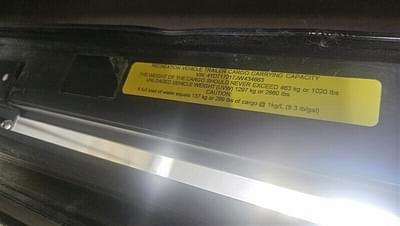 RECREATION VEHICLE TRAILER CARGO CARRYING CAPACITY
THE WEIGHT OF THE CARGO SHOULD NEVER EXCEED 463 kg or 1020 lbs
UNLOADED VEHICLE WEIGHT (UVW) 1297 kg or 2860 lbs
CAUTION:
A full load of water equals 137 kg or 299 lbs of cargo @ 1kg/L (8.3 lb/gal)